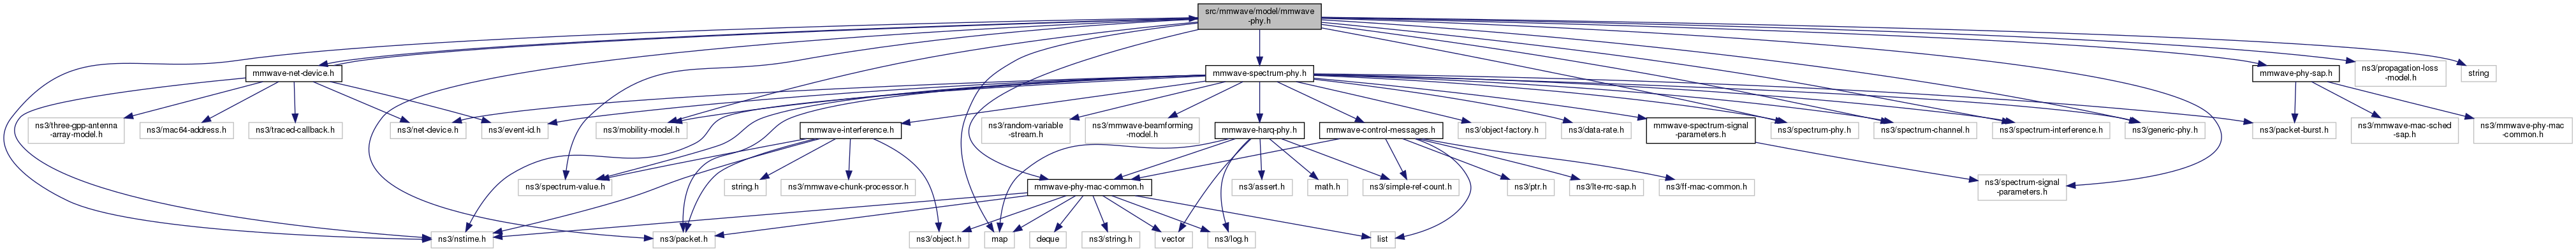 src/mmwave/model/mmwave
-phy.h
mmwave-net-device.h
mmwave-spectrum-phy.h
mmwave-phy-sap.h
ns3/propagation-loss
-model.h
string
ns3/three-gpp-antenna
-array-model.h
ns3/mac64-address.h
ns3/traced-callback.h
ns3/net-device.h
ns3/event-id.h
ns3/mobility-model.h
mmwave-interference.h
ns3/random-variable
-stream.h
ns3/mmwave-beamforming
-model.h
mmwave-harq-phy.h
mmwave-control-messages.h
ns3/object-factory.h
ns3/data-rate.h
mmwave-spectrum-signal
-parameters.h
ns3/spectrum-phy.h
ns3/spectrum-channel.h
ns3/spectrum-interference.h
ns3/generic-phy.h
ns3/packet-burst.h
ns3/mmwave-mac-sched
-sap.h
ns3/mmwave-phy-mac
-common.h
ns3/spectrum-value.h
string.h
ns3/mmwave-chunk-processor.h
mmwave-phy-mac-common.h
ns3/assert.h
math.h
ns3/simple-ref-count.h
ns3/ptr.h
ns3/lte-rrc-sap.h
ns3/ff-mac-common.h
ns3/spectrum-signal
-parameters.h
ns3/nstime.h
ns3/packet.h
ns3/object.h
map
deque
ns3/string.h
vector
ns3/log.h
list